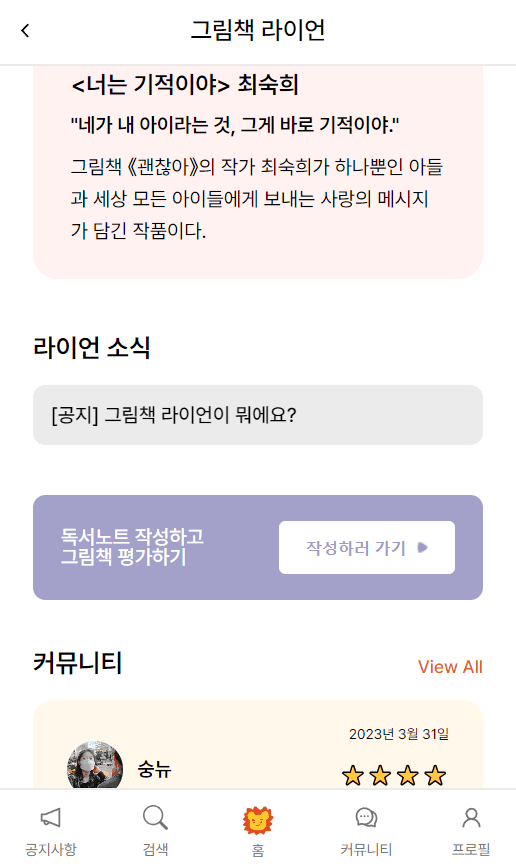 그림책 라이언
<너는 기적이야> 최숙희
"네가 내 아이라는 것, 그게 바로 기적이야."
그림책 《괜찮아》의 작가 최숙희가 하나뿐인 아들
과 세상 모든 아이들에게 보내는 사랑의 메시지
가 담긴 작품이다.
라이언 소식
[공지] 그림책 라이언이 뭐에요?
독서노트 작성하고
그림책 평가하기
작성하러 가기
커뮤니티
View All
2023년 3월 31일
숭뉴
공지사항
검색
홈
커뮤니티
프로필